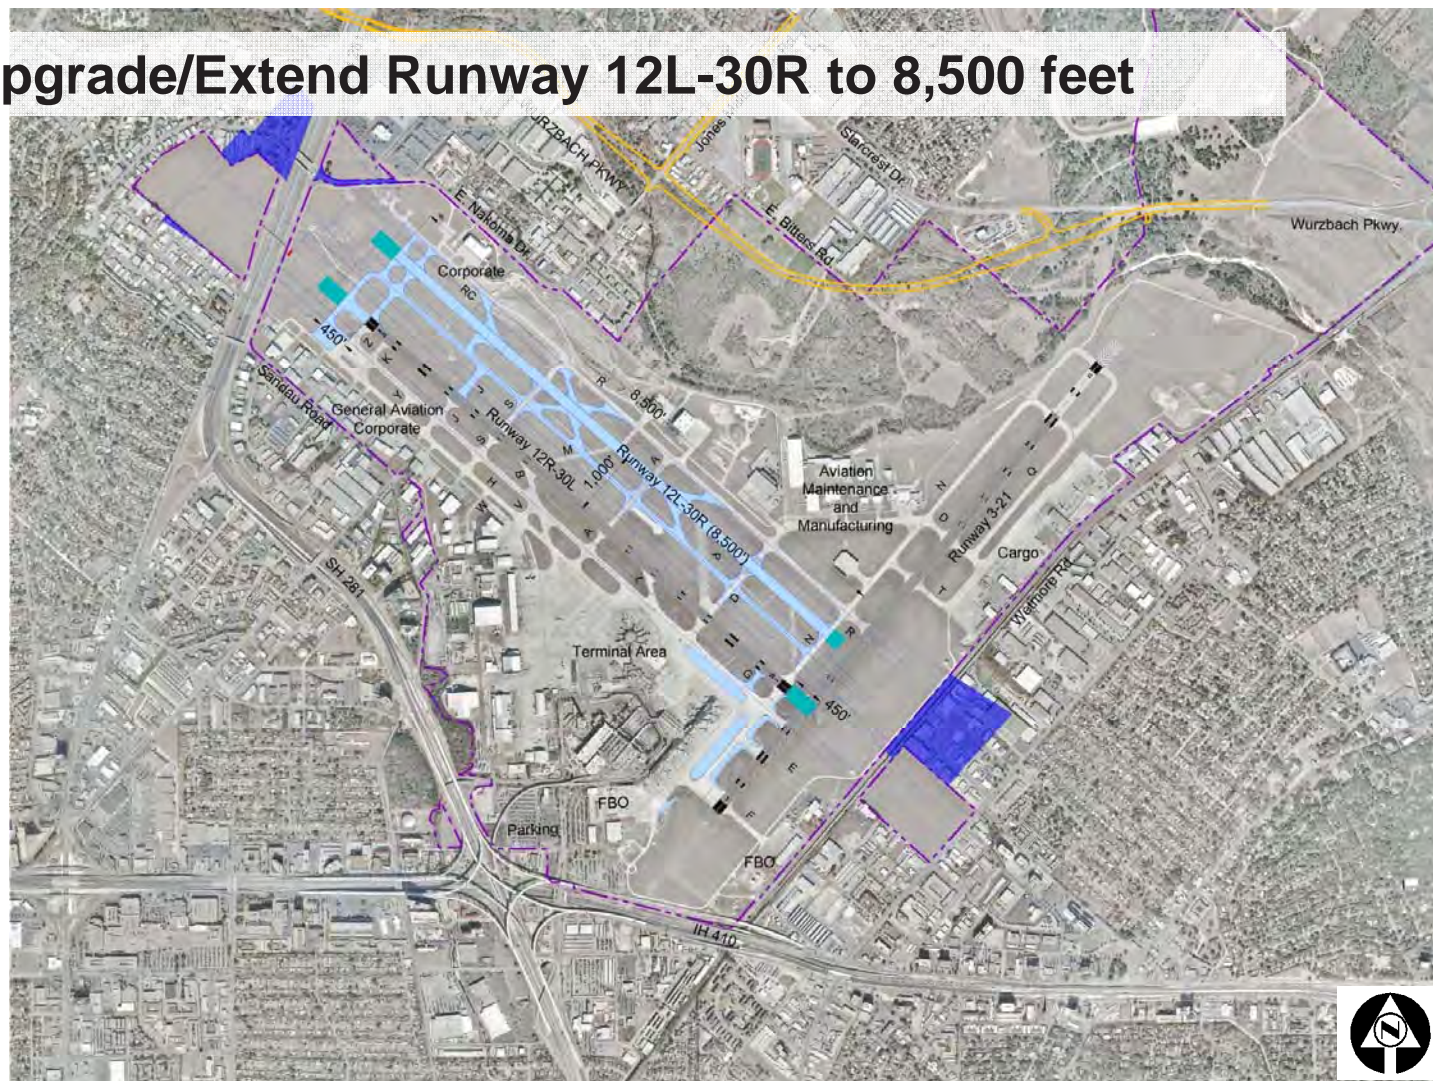 pgrade/Extend Runway 12L-30R to 8,500 feet
WURZBACH PKWY
Jones
Starcrest Dr.
E. Nakoma Dr.
E. Bitters Rd
Wurzbach Pkwy.
Corporate
RC
450'
N
K
Sandau Road
General Aviation
Corporate
R
8,500'
Runway 12R-30L
1,000'
Runway 12L-30R (8,500')
M
A
S
J
Y
S
B
H
W
V
A
Aviation
Maintenance
and
Manufacturing
N
D
Q
Runway 3-21
Cargo
Y
Wetmore Rd
SH 281
L
P
D
N
R
Terminal Area
G
450'
E
F
FBO
Parking
FBO
IH 410
N